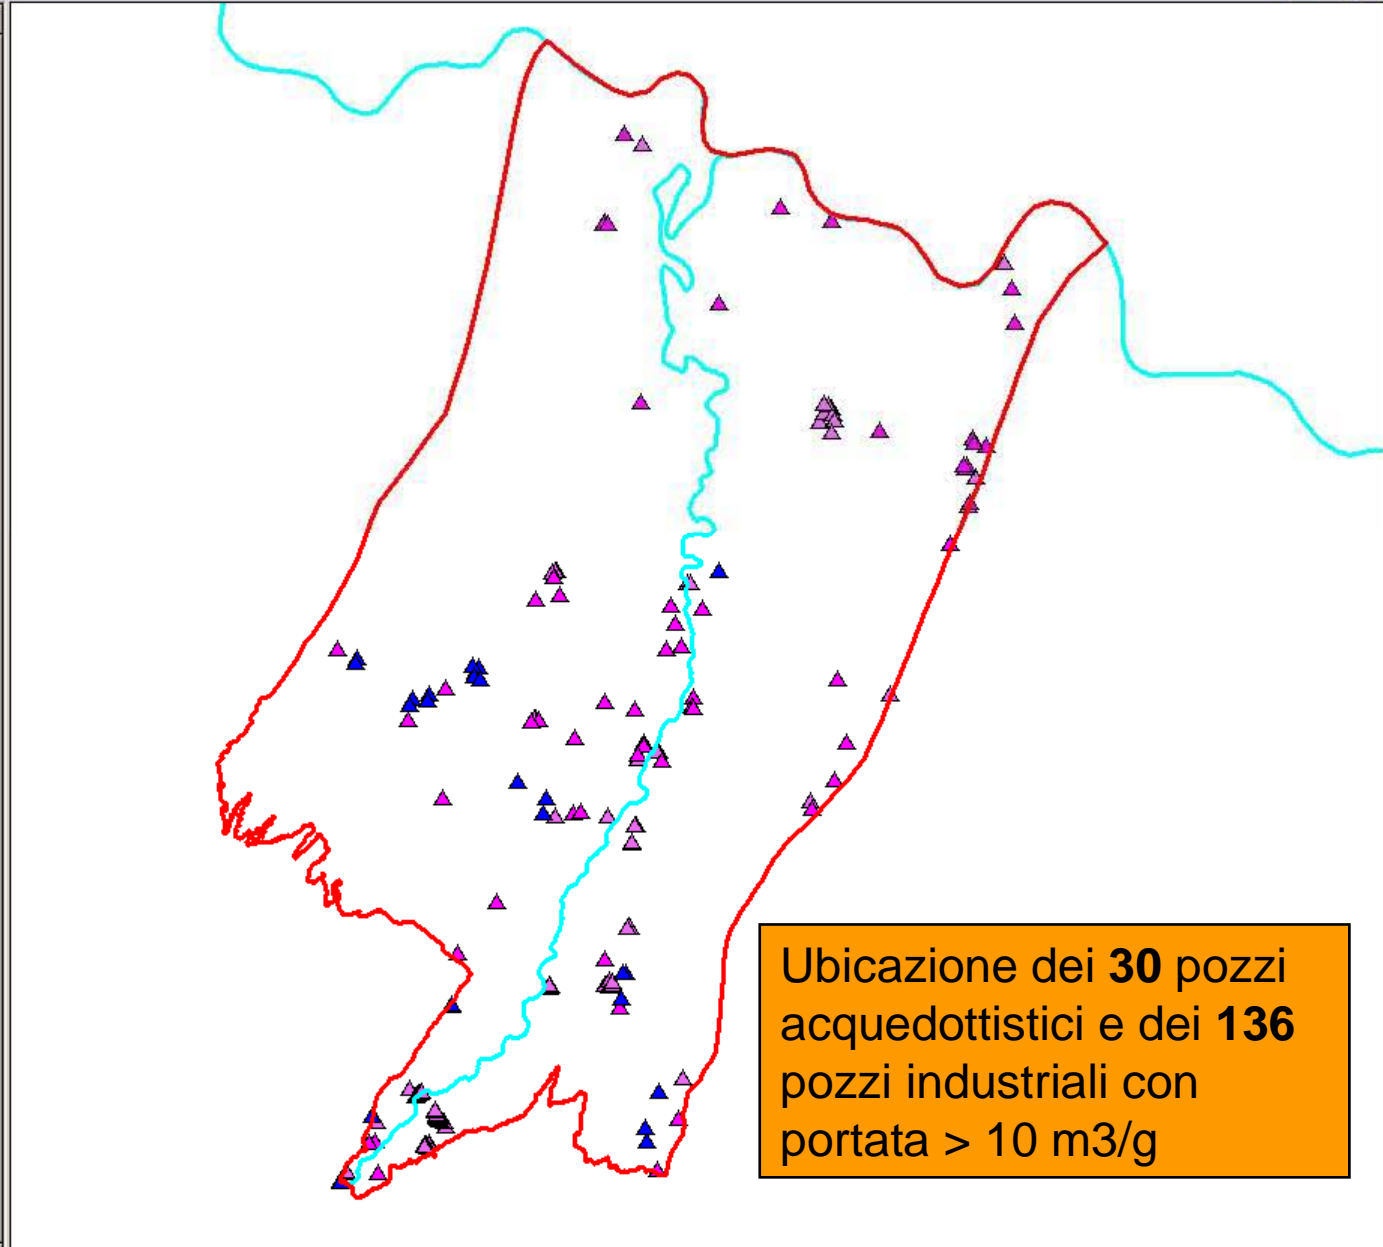 Ubicazione dei 30 pozzi
acquedottistici e dei 136
pozzi industriali con
portata > 10 m3/g